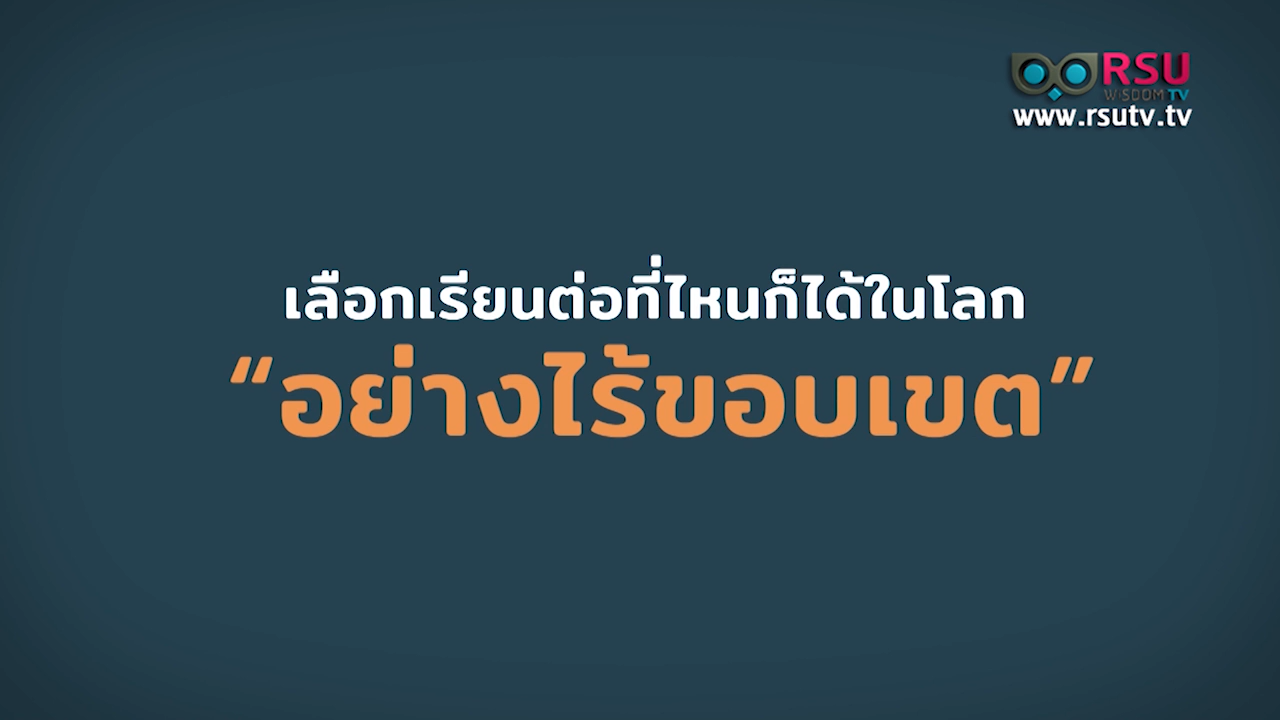 RSU
WISDOM TV
www.rsutv.tv
เลือกเรียนต่อที่ไหนก็ได้ในโลก
“อย่างไร้ขอบเขต”